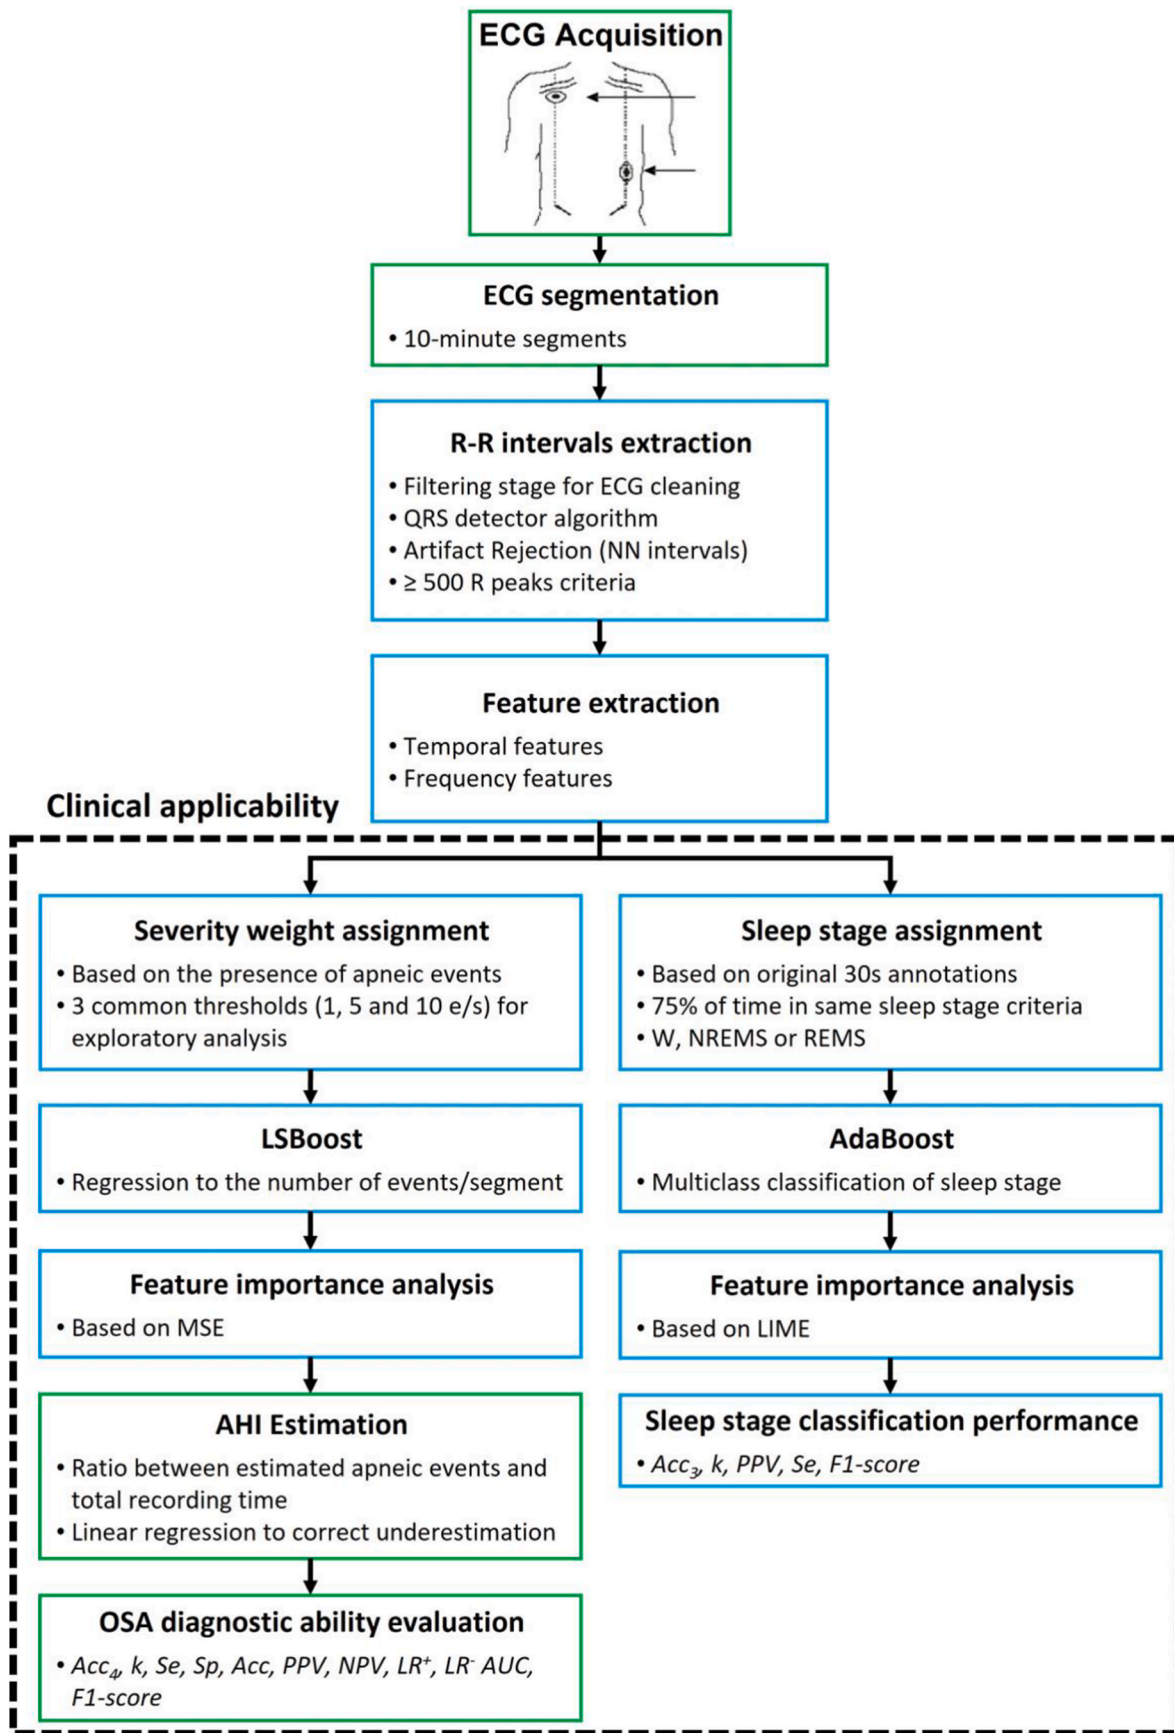 ECG Acquisition
ECG segmentation
• 10-minute segments
R-R intervals extraction
• Filtering stage for ECG cleaning
• QRS detector algorithm
• Artifact Rejection (NN intervals)
• ≥ 500 R peaks criteria
Feature extraction
• Temporal features
• Frequency features
Clinical applicability
Severity weight assignment
• Based on the presence of apneic events
• 3 common thresholds (1, 5 and 10 e/s) for
exploratory analysis
LSBoost
• Regression to the number of events/segment
Feature importance analysis
• Based on MSE
AHI Estimation
• Ratio between estimated apneic events and
total recording time
• Linear regression to correct underestimation
OSA diagnostic ability evaluation
• Acc₄, k, Se, Sp, Acc, PPV, NPV, LR⁺, LR⁻ AUC,
F1-score
Sleep stage assignment
• Based on original 30s annotations
• 75% of time in same sleep stage criteria
• W, NREMS or REMS
AdaBoost
• Multiclass classification of sleep stage
Feature importance analysis
• Based on LIME
Sleep stage classification performance
• Acc₃, k, PPV, Se, F1-score